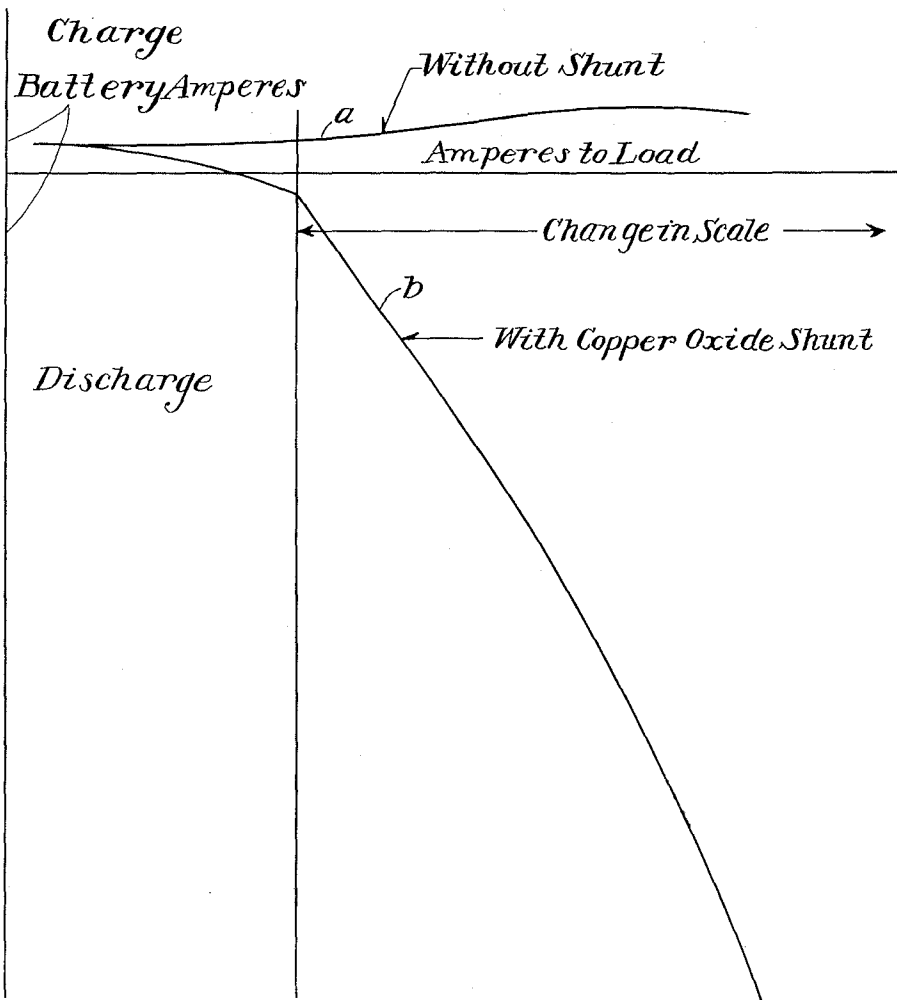 Charge
Battery Amperes
Without Shunt
a
Amperes to Load
Change in Scale
b
With Copper Oxide Shunt
Discharge